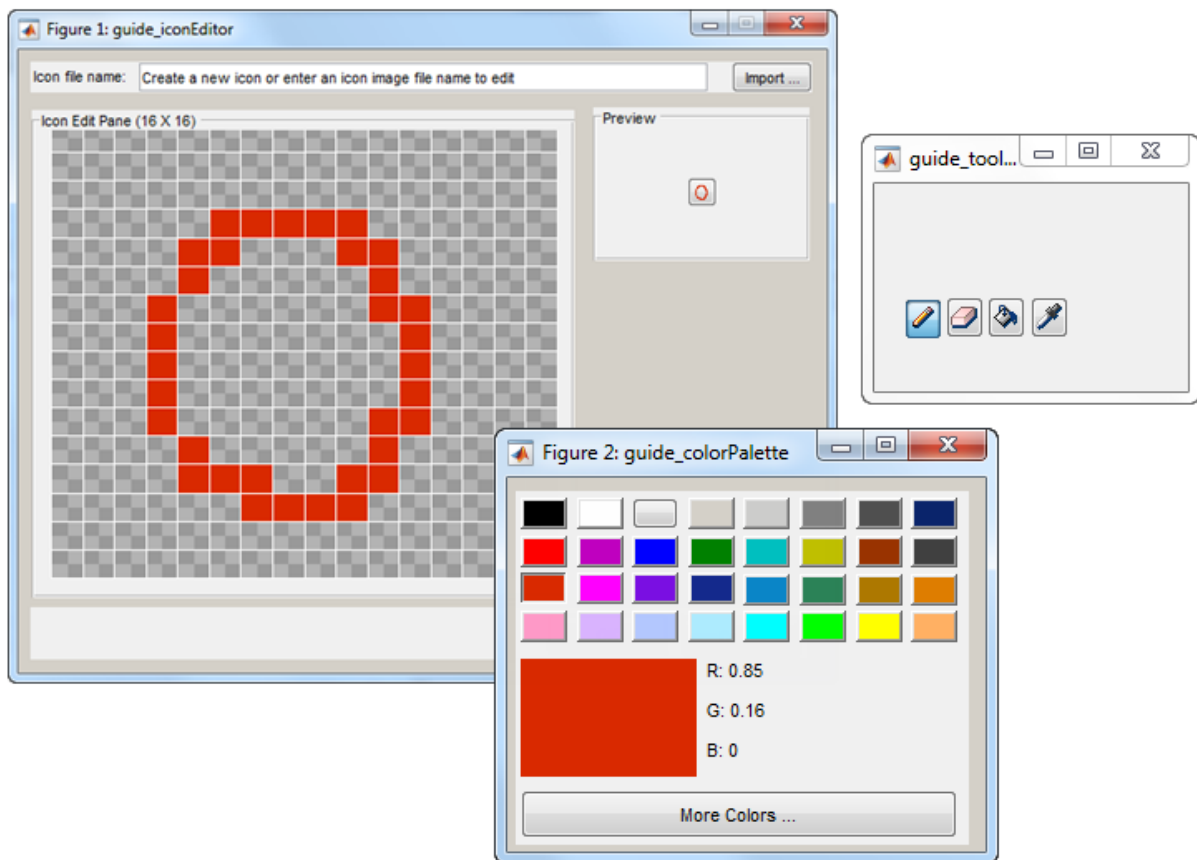 Figure 1: guide_iconEditor
Icon file name: Create a new icon or enter an icon image file name to edit Import ...
Icon Edit Pane (16 X 16)
Preview
guide_tool...
Figure 2: guide_colorPalette
R: 0.85
G: 0.16
B: 0
More Colors ...